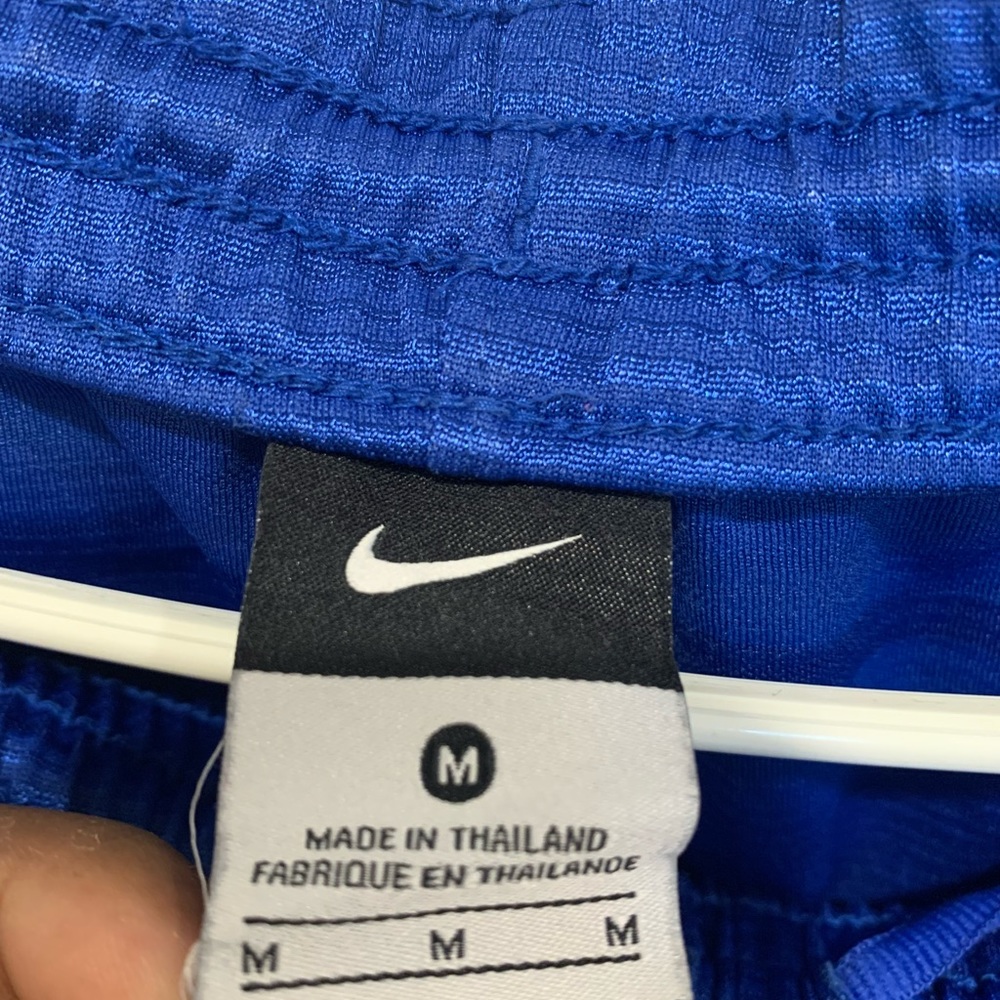 M
MADE IN THAILAND
FABRIQUE EN THAILANDE
M M M